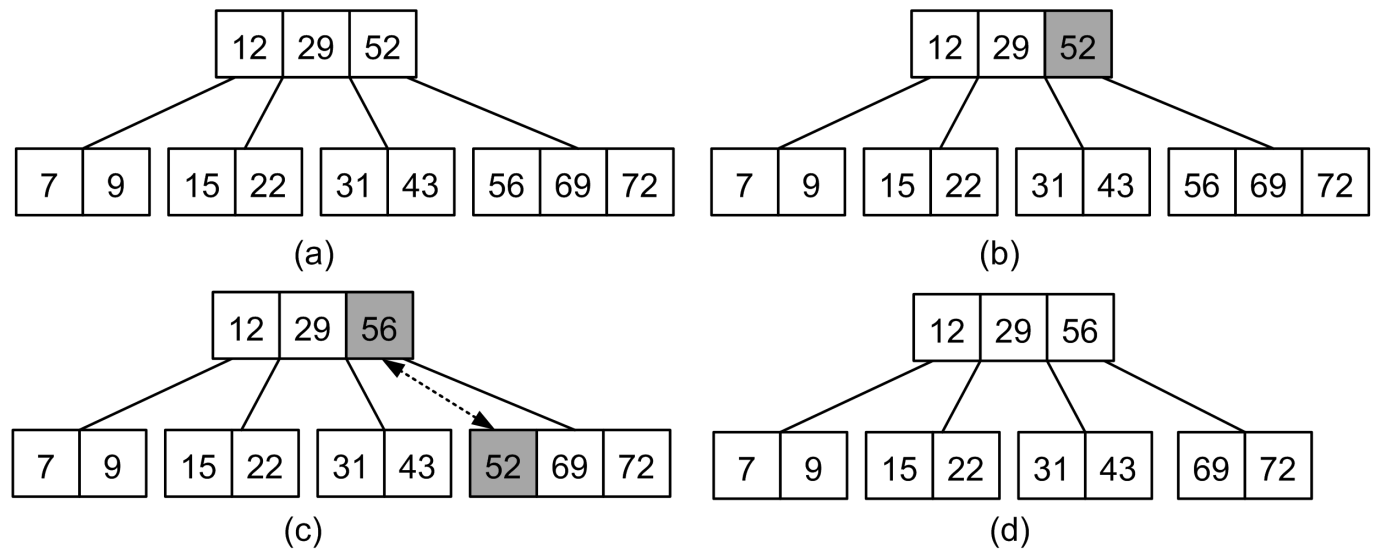 12 29 52
7 9 15 22 31 43 56 69 72
(a)
12 29 52
7 9 15 22 31 43 56 69 72
(b)
12 29 56
7 9 15 22 31 43 52 69 72
(c)
12 29 56
7 9 15 22 31 43 69 72
(d)